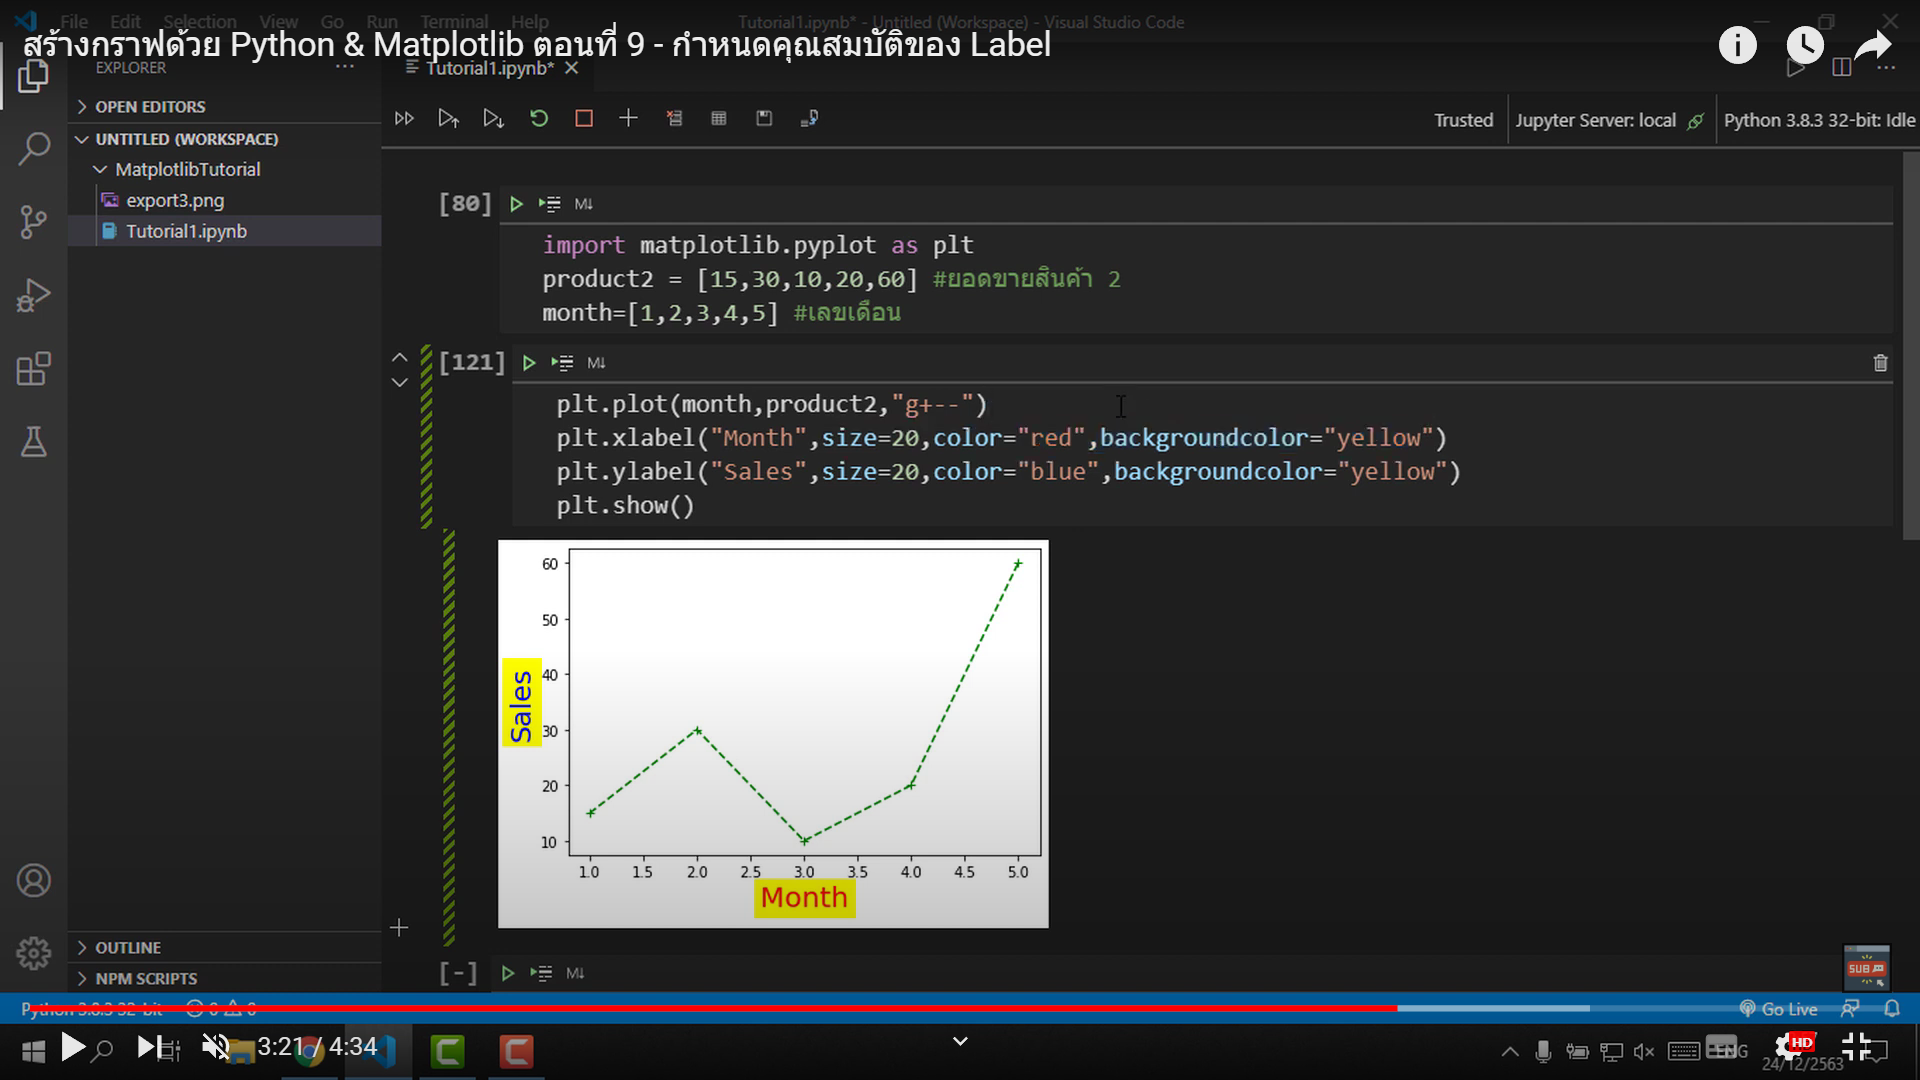 File Edit Selection View Go Run Terminal Help
Tutorial1.ipynb* - Untitled (Workspace) - Visual Studio Code
สร้างกราฟด้วย Python & Matplotlib ตอนที่ 9 - กำหนดคุณสมบัติของ Label
EXPLORER
Tutorial1.ipynb*
OPEN EDITORS
UNTITLED (WORKSPACE)
MatplotlibTutorial
export3.png
Tutorial1.ipynb
Trusted
Jupyter Server: local
Python 3.8.3 32-bit: Idle
[80]
M↓
import matplotlib.pyplot as plt
product2 = [15,30,10,20,60] #ยอดขายสินค้า 2
month=[1,2,3,4,5] #เลขเดือน
[121]
M↓
plt.plot(month,product2,"g+--")
plt.xlabel("Month",size=20,color="red",backgroundcolor="yellow")
plt.ylabel("Sales",size=20,color="blue",backgroundcolor="yellow")
plt.show()
60
50
40
30
20
10
Sales
1.0 1.5 2.0 2.5 3.0 3.5 4.0 4.5 5.0
Month
[-]
M↓
OUTLINE
NPM SCRIPTS
SUB
Python 3.8.3 32-bit
0 0
Go Live
3:21 / 4:34
ENG
HD
24/12/2563